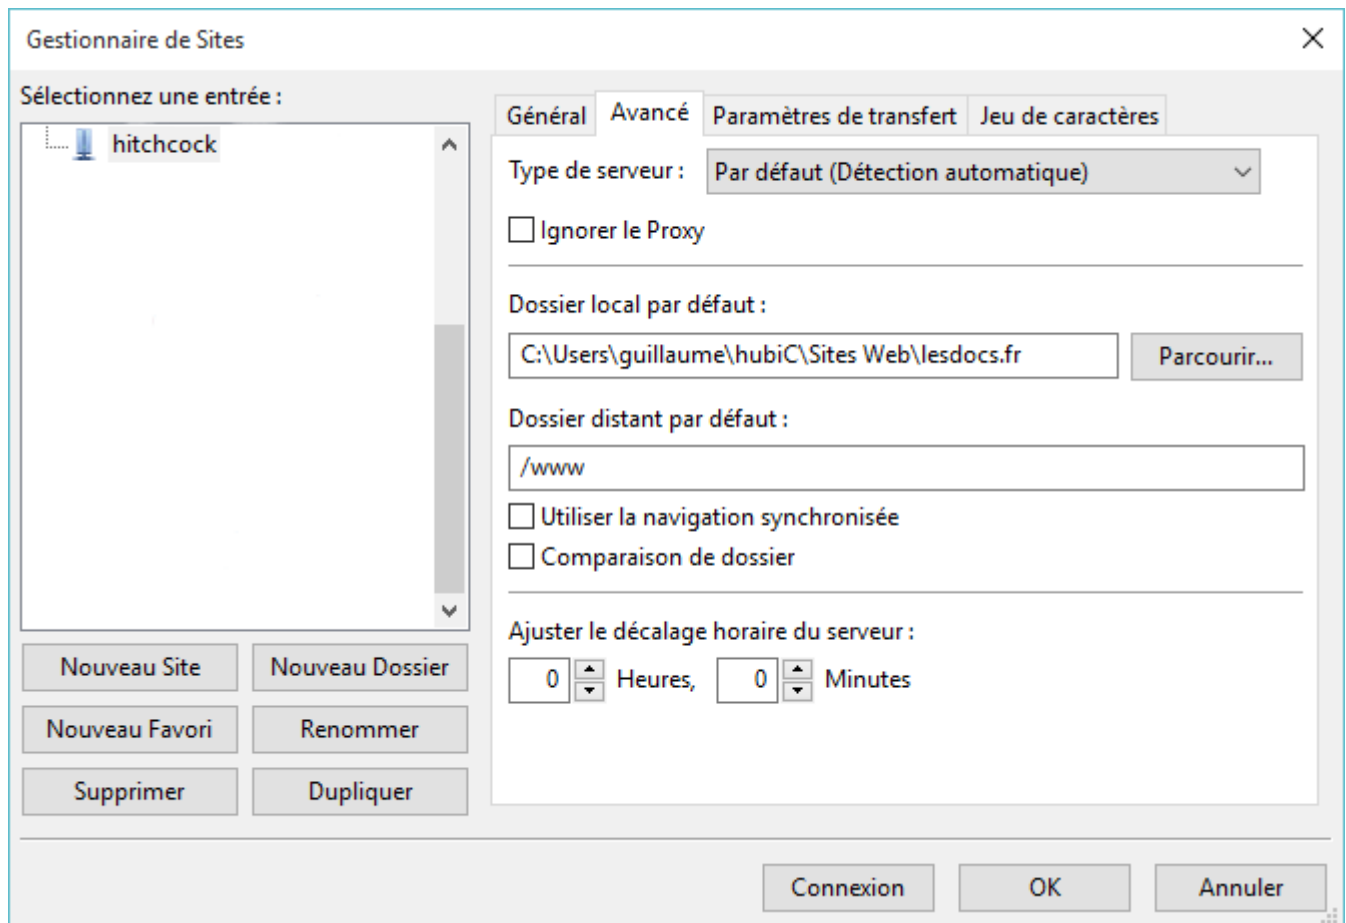 Gestionnaire de Sites
Sélectionnez une entrée :
hitchcock
Nouveau Site
Nouveau Dossier
Nouveau Favori
Renommer
Supprimer
Dupliquer
Général
Avancé
Paramètres de transfert
Jeu de caractères
Type de serveur :
Par défaut (Détection automatique)
Ignorer le Proxy
Dossier local par défaut :
C:\Users\guillaume\hubiC\Sites Web\lesdocs.fr
Parcourir...
Dossier distant par défaut :
/www
Utiliser la navigation synchronisée
Comparaison de dossier
Ajuster le décalage horaire du serveur :
0 Heures, 0 Minutes
Connexion
OK
Annuler